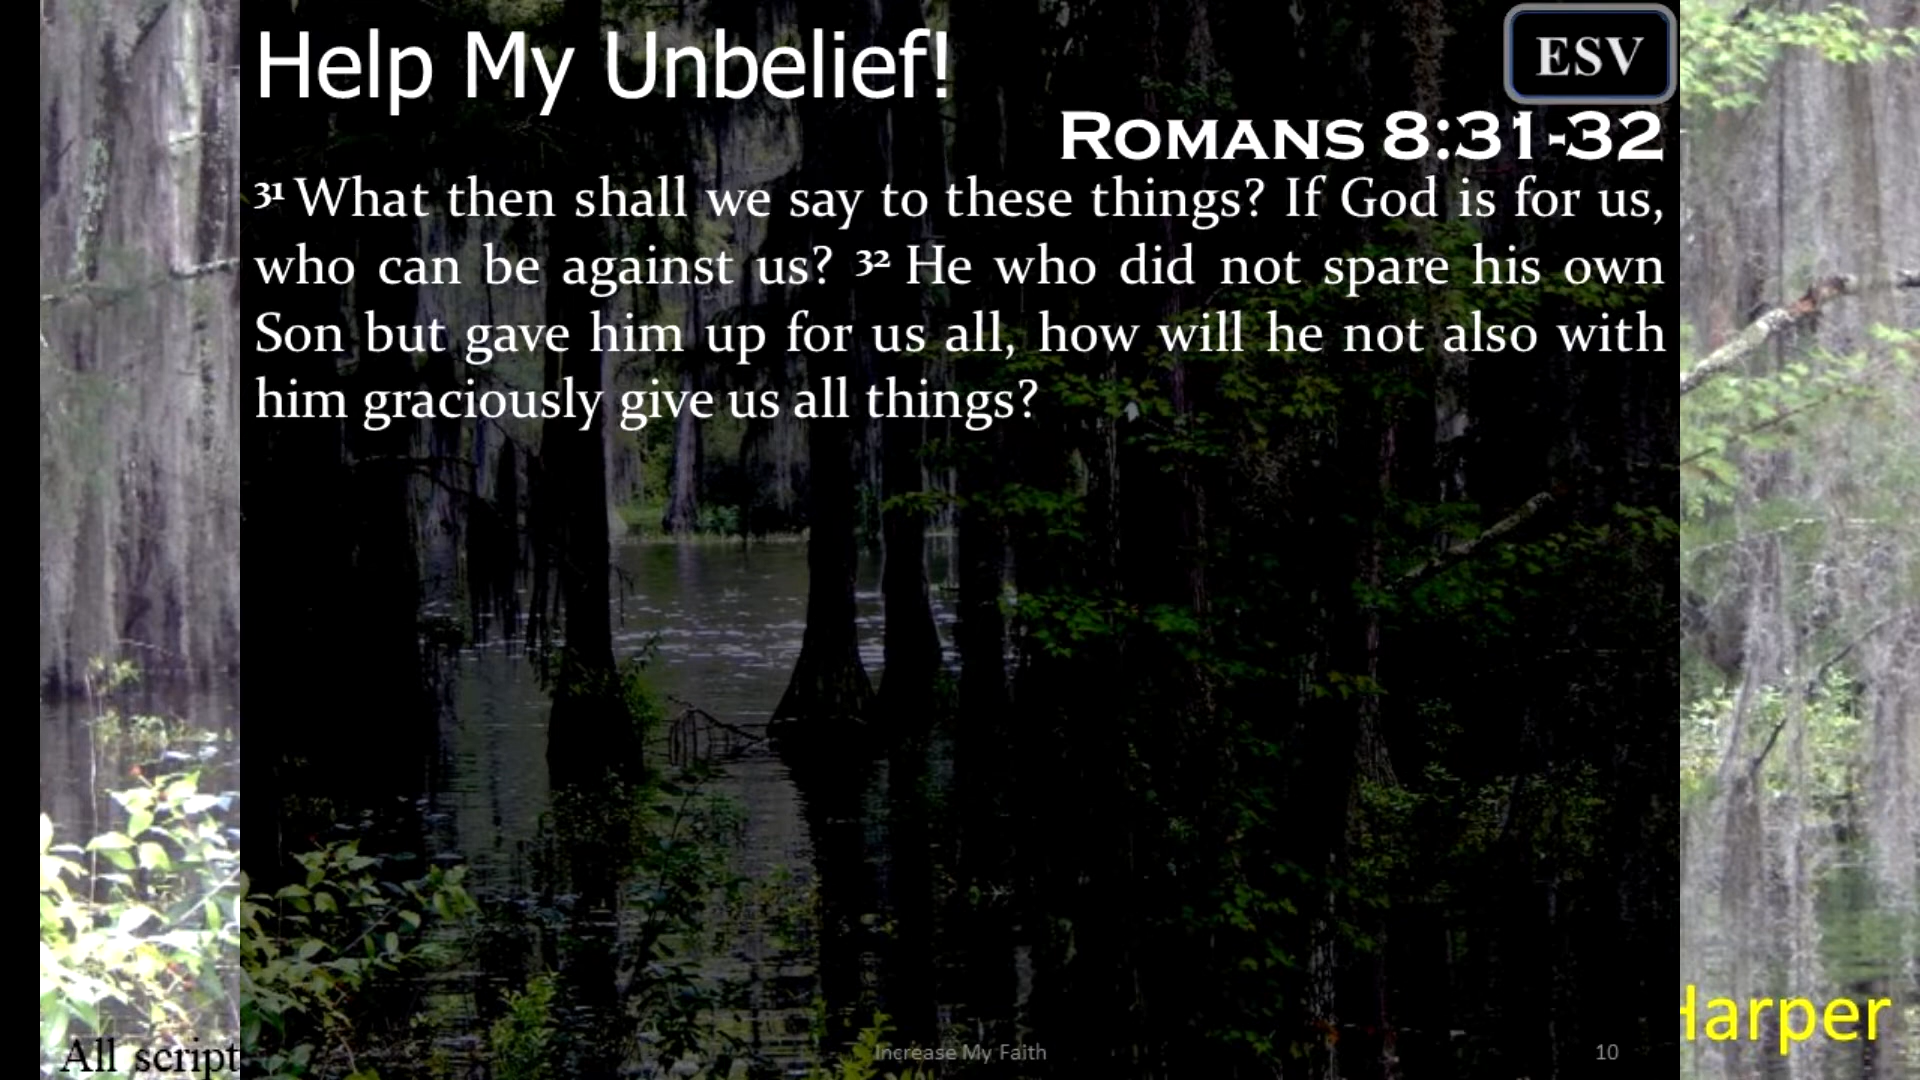 Help My Unbelief!
ESV
Romans 8:31-32
31 What then shall we say to these things? If God is for us,
who can be against us? 32 He who did not spare his own
Son but gave him up for us all, how will he not also with
him graciously give us all things?
Harper
All script
Increase My Faith
10